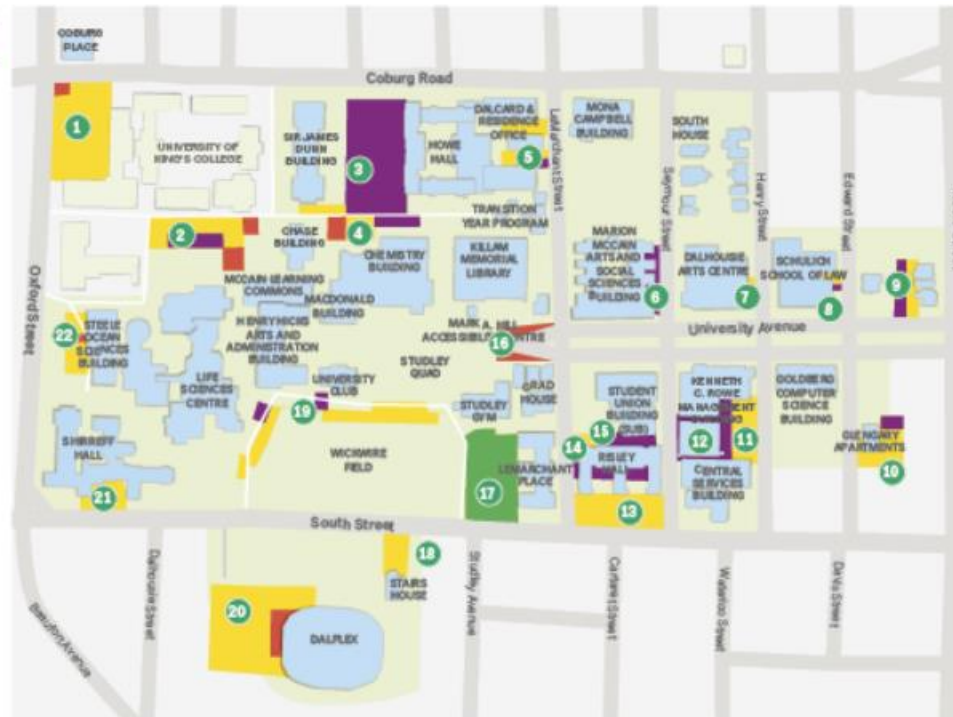 COBURG
PLACE
Coburg Road
1
UNIVERSITY OF
KING'S COLLEGE
SIR JAMES
DUNN
BUILDING
3
HOWE
HALL
DALCARD &
RESIDENCE
OFFICE
5
LeMarchant Street
MONA
CAMPBELL
BUILDING
SOUTH
HOUSE
Seymour Street
Henry Street
Edward Street
2
CHASE
BUILDING
4
CHEMISTRY
BUILDING
TRANSITION
YEAR PROGRAM
KILLAM
MEMORIAL
LIBRARY
MARION
MCCAIN
ARTS AND
SOCIAL
SCIENCES
BUILDING
6
DALHOUSIE
ARTS CENTRE
7
SCHULICH
SCHOOL OF LAW
8
9
Oxford Street
MCCAIN LEARNING
COMMONS
MACDONALD
BUILDING
HENRY HICKS
ARTS AND
ADMINISTRATION
BUILDING
MARK A. HILL
ACCESSIBILITY CENTRE
16
University Avenue
22
STEELE
OCEAN
SCIENCES
BUILDING
LIFE
SCIENCES
CENTRE
UNIVERSITY
CLUB
STUDLEY
QUAD
19
STUDLEY
GYM
GRAD
HOUSE
STUDENT
UNION
BUILDING
(SUB)
KENNETH
C. ROWE
MANAGEMENT
BUILDING
GOLDBERG
COMPUTER
SCIENCE
BUILDING
SHIRREFF
HALL
WICKWIRE
FIELD
17
LEMARCHANT
PLACE
14
15
RISLEY
HALL
12
11
CENTRAL
SERVICES
BUILDING
GLENGARY
APARTMENTS
10
21
13
South Street
18
STAIRS
HOUSE
20
DALPLEX
Dalhousie Street
Studley Avenue
Carteret Street
Waterloo Street
Street
Avenue